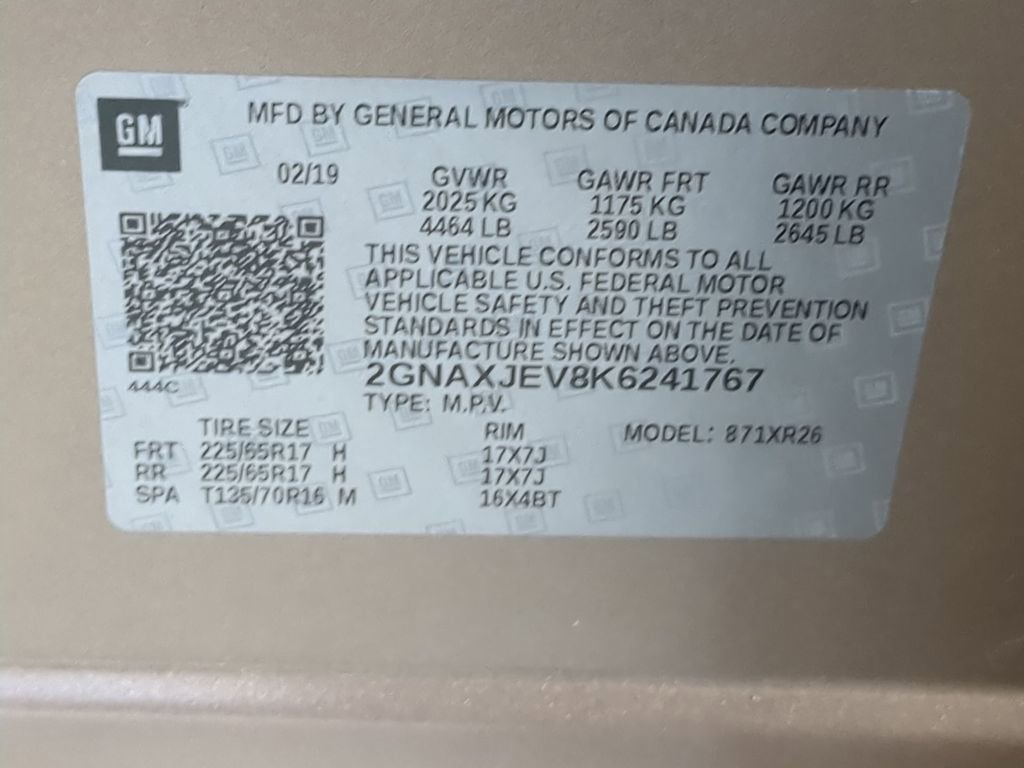 GM
MFD BY GENERAL MOTORS OF CANADA COMPANY
02/19 GVWR GAWR FRT GAWR RR
2025 KG 1175 KG 1200 KG
4464 LB 2590 LB 2645 LB
THIS VEHICLE CONFORMS TO ALL
APPLICABLE U.S. FEDERAL MOTOR
VEHICLE SAFETY AND THEFT PREVENTION
STANDARDS IN EFFECT ON THE DATE OF
MANUFACTURE SHOWN ABOVE.
444C
2GNAXJEV8K6241767
TYPE: M.P.V.
TIRE SIZE RIM MODEL: 871XR26
FRT 225/65R17 H 17X7J
RR 225/65R17 H 17X7J
SPA T135/70R16 M 16X4BT